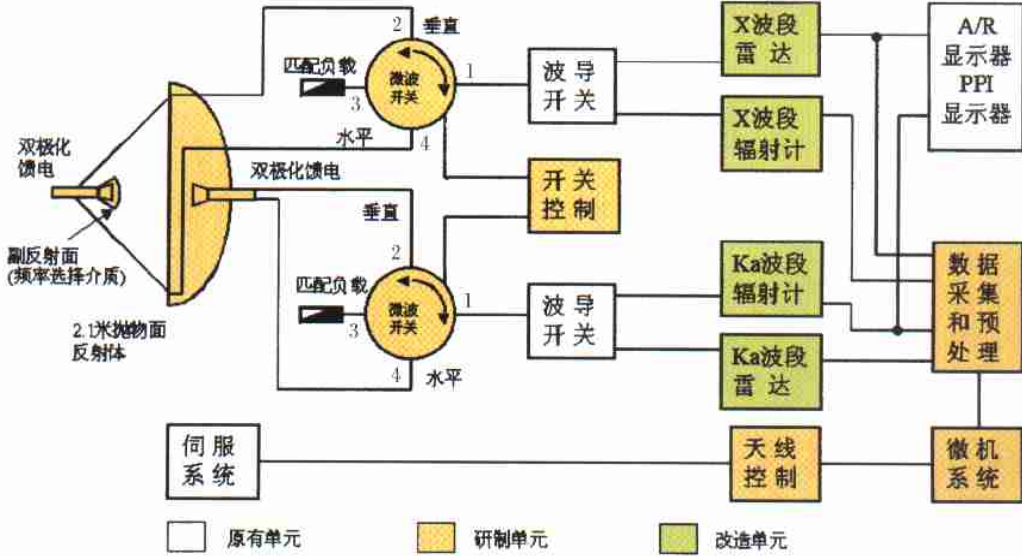 2
垂直
匹配负载
3
微波
开关
1
4
水平
波导
开关
X波段
雷达
X波段
辐射计
A/R
显示器
PPI
显示器
双极化
馈电
副反射面
(频率选择介质)
2.1米抛物面
反射体
双极化馈电
开关
控制
垂直
2
匹配负载
3
微波
开关
1
4
水平
波导
开关
Ka波段
辐射计
Ka波段
雷达
数据
采集
和预
处理
伺服
系统
天线
控制
微机
系统
原有单元
研制单元
改造单元